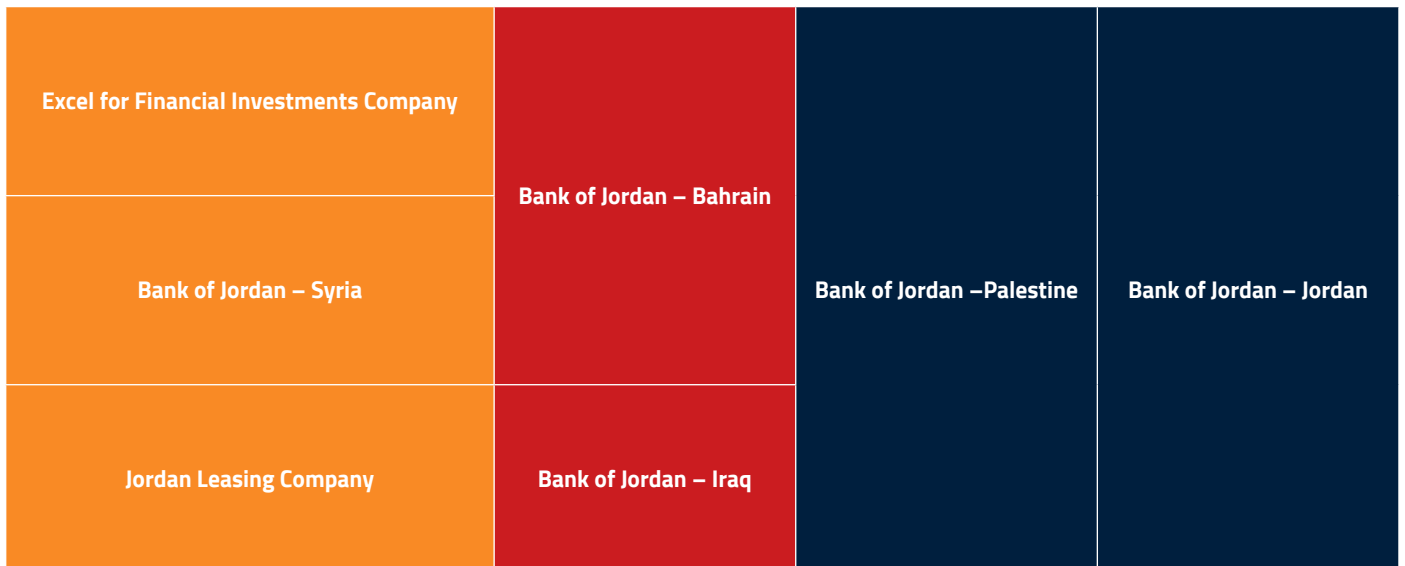 Excel for Financial Investments Company
Bank of Jordan – Bahrain
Bank of Jordan – Syria
Bank of Jordan –Palestine
Bank of Jordan – Jordan
Jordan Leasing Company
Bank of Jordan – Iraq